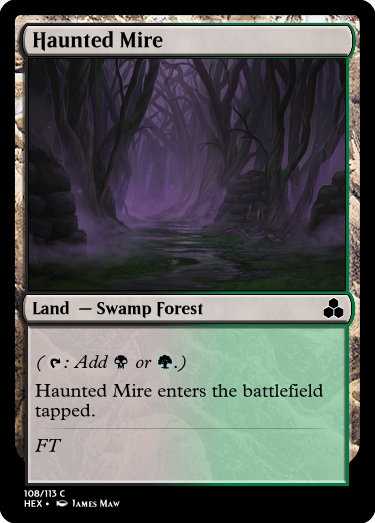 Haunted Mire
Land — Swamp Forest
( : Add or .)
Haunted Mire enters the battlefield
tapped.
FT
108/113 C
HEX • James Maw